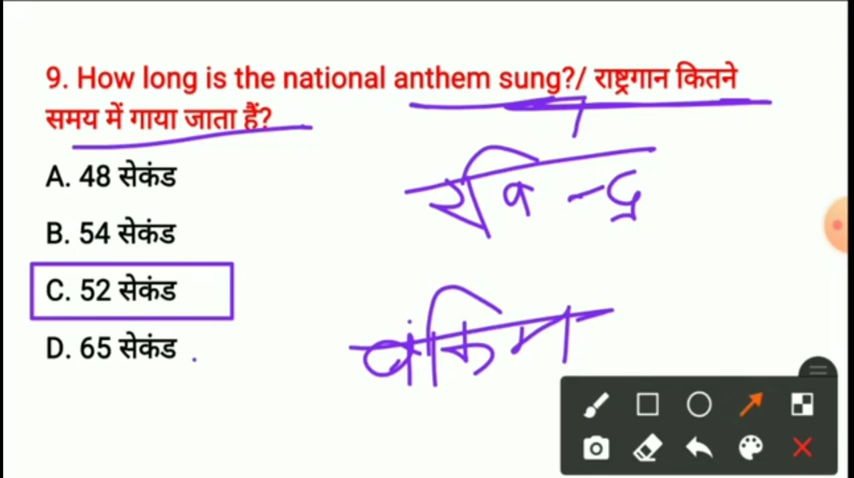 9. How long is the national anthem sung?/ राष्ट्रगान कितने
समय में गाया जाता हैं?
A. 48 सेकंड
B. 54 सेकंड
C. 52 सेकंड
D. 65 सेकंड
रविन्द्र